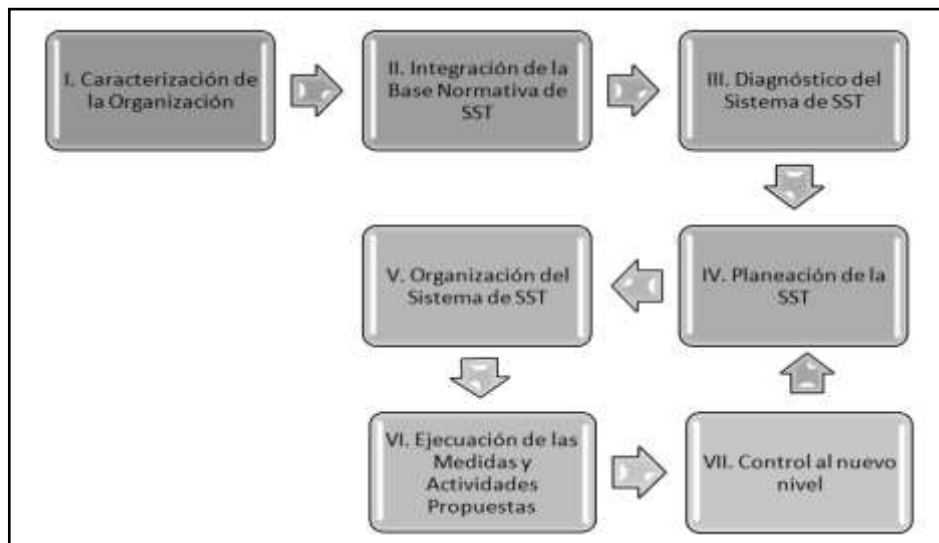 I. Caracterización de
la Organización
II. Integración de la
Base Normativa de
SST
III. Diagnóstico del
Sistema de SST
IV. Planeación de la
SST
V. Organización del
Sistema de SST
VI. Ejecuación de las
Medidas y
Actividades
Propuestas
VII. Control al nuevo
nivel